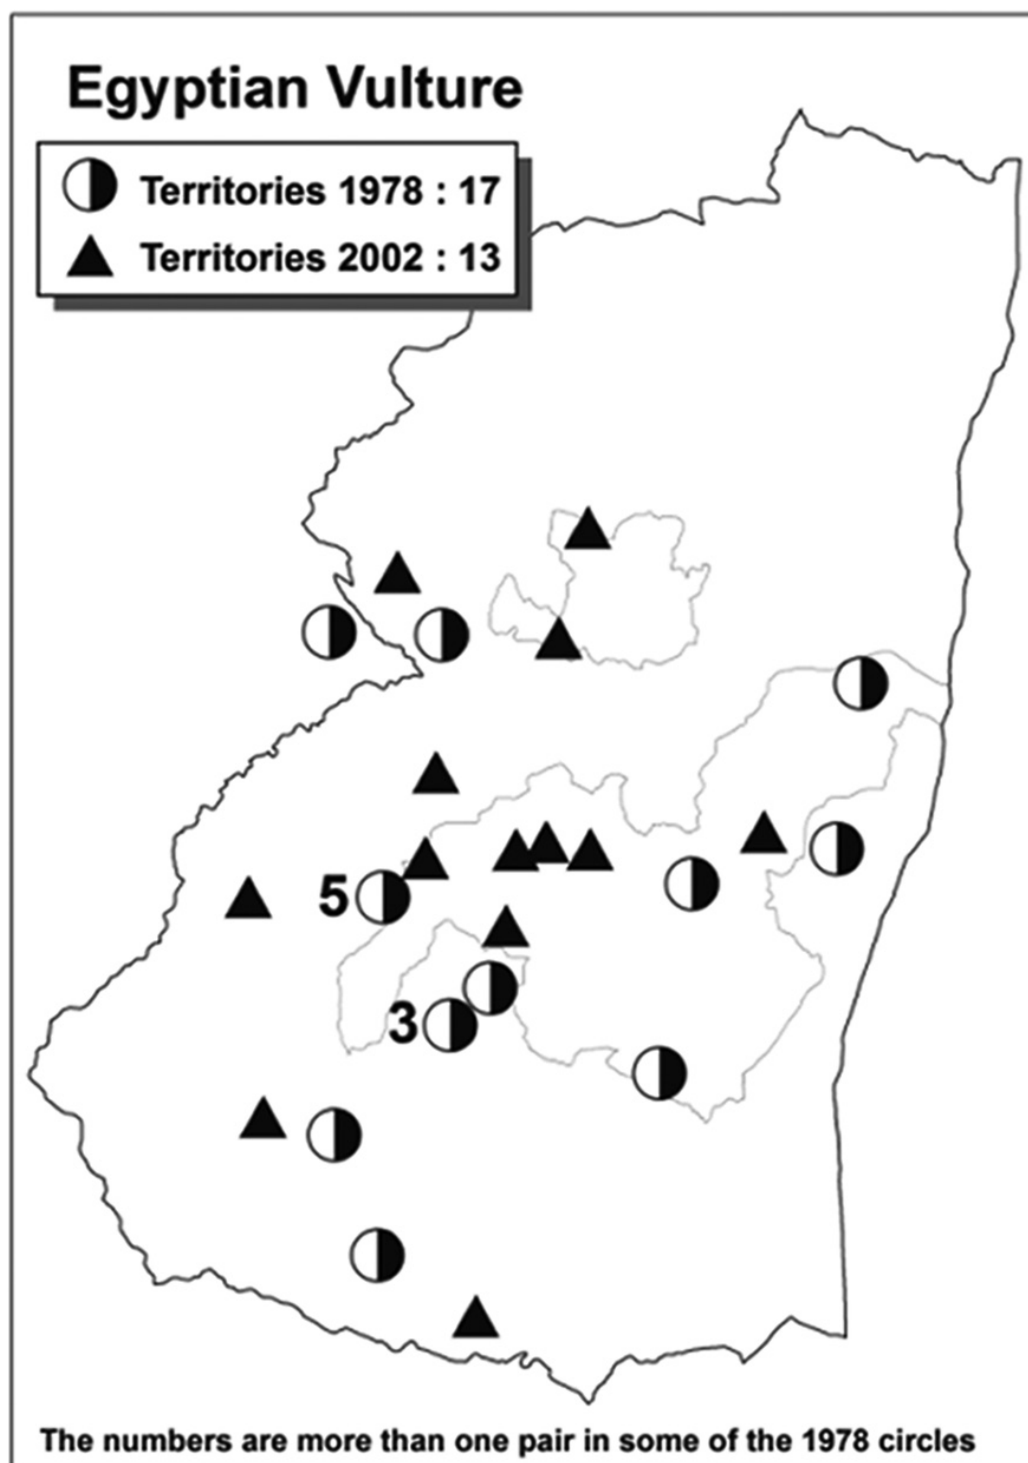 Egyptian Vulture
Territories 1978 : 17
Territories 2002 : 13
5
3
The numbers are more than one pair in some of the 1978 circles